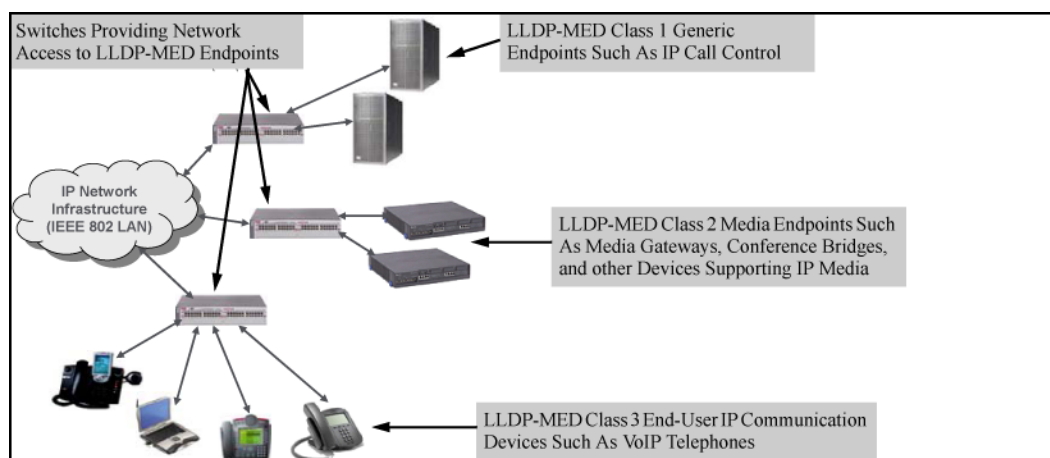 Switches Providing Network
Access to LLDP-MED Endpoints
LLDP-MED Class 1 Generic
Endpoints Such As IP Call Control
IP Network
Infrastructure
(IEEE 802 LAN)
LLDP-MED Class 2 Media Endpoints Such
As Media Gateways, Conference Bridges,
and other Devices Supporting IP Media
LLDP-MED Class 3 End-User IP Communication
Devices Such As VoIP Telephones